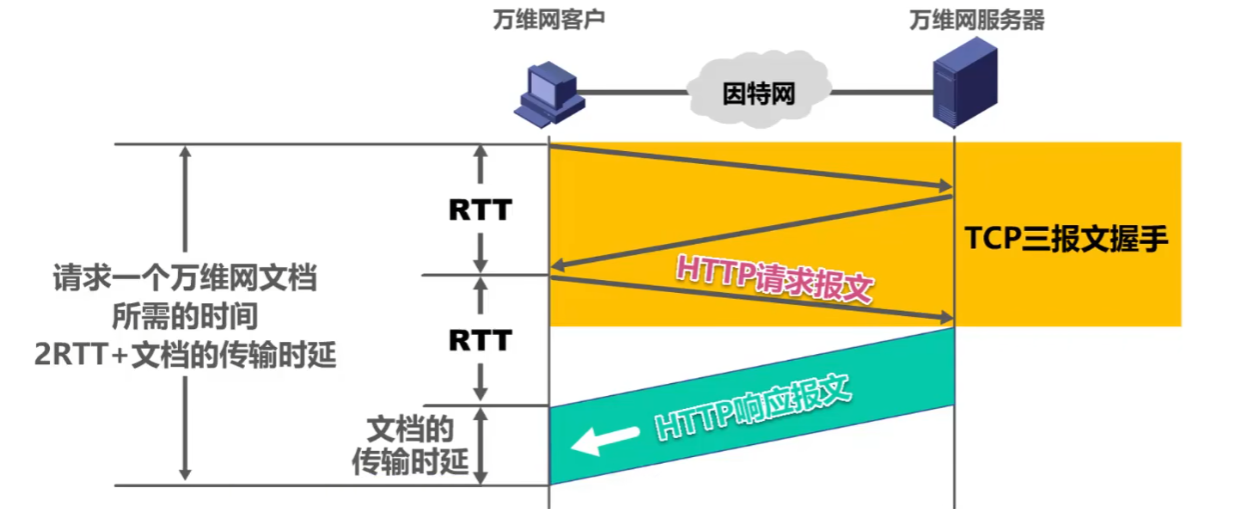 万维网客户
万维网服务器
因特网
RTT
TCP三报文握手
HTTP请求报文
请求一个万维网文档
所需的时间
2RTT+文档的传输时延
RTT
HTTP响应报文
文档的
传输时延